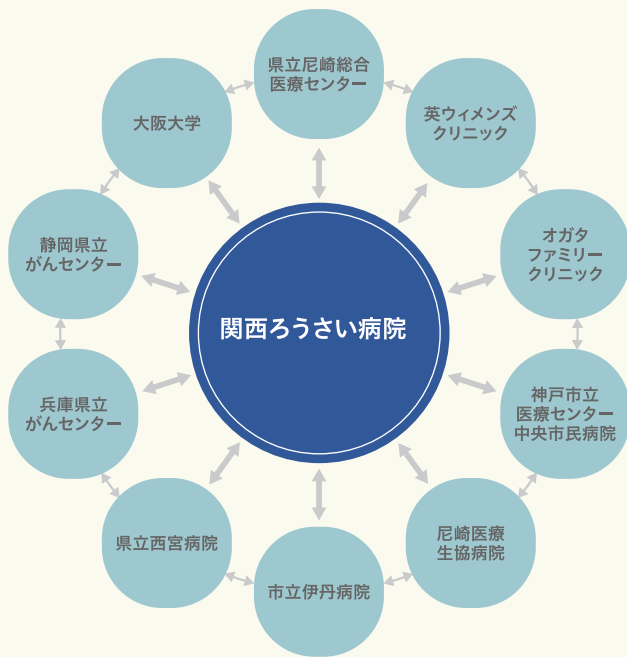 県立尼崎総合
医療センター
大阪大学
英ウィメンズ
クリニック
静岡県立
がんセンター
オガタ
ファミリー
クリニック
関西ろうさい病院
兵庫県立
がんセンター
神戸市立
医療センター
中央市民病院
県立西宮病院
尼崎医療
生協病院
市立伊丹病院